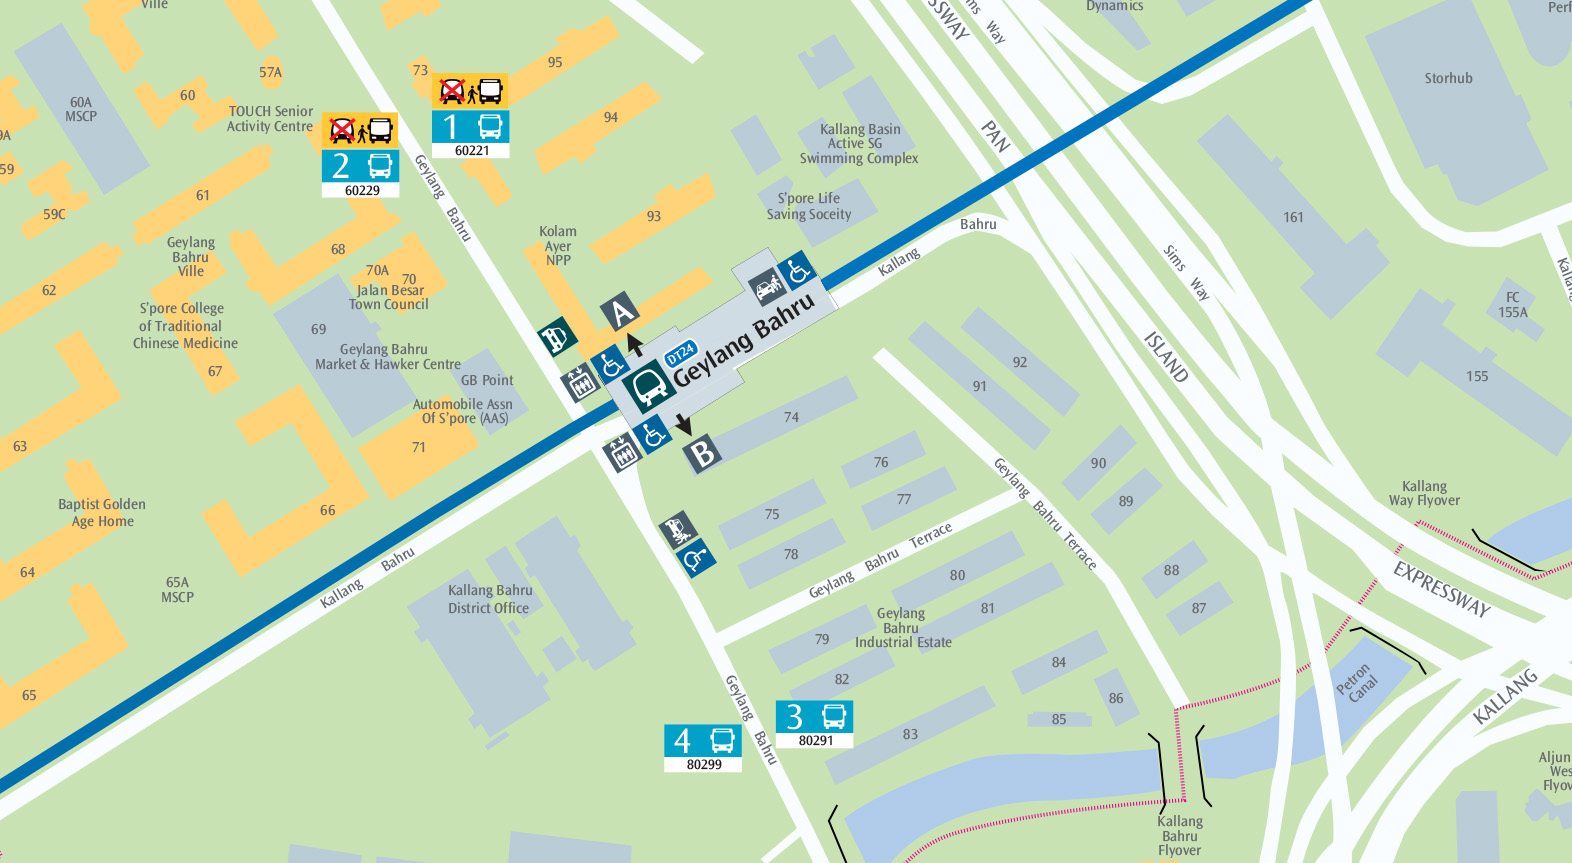 Ville
57A
60A
MSCP
60
TOUCH Senior
Activity Centre
9A
59
59C
61
62
Geylang
Bahru
Ville
68
70A
70
Jalan Besar
Town Council
S'pore College
of Traditional
Chinese Medicine
69
Geylang Bahru
Market & Hawker Centre
67
GB Point
Automobile Assn
Of S'pore (AAS)
71
63
66
Baptist Golden
Age Home
64
65A
MSCP
65
73
95
94
93
1
60221
2
60229
Geylang Bahru
Kolam
Ayer
NPP
Kallang Basin
Active SG
Swimming Complex
S'pore Life
Saving Soceity
A
DT24
Geylang Bahru
B
Kallang Bahru
Kallang Bahru
Kallang Bahru
District Office
74
75
76
77
78
79
80
81
82
83
84
85
86
87
88
89
90
91
92
Geylang Bahru Terrace
Geylang Bahru Terrace
Geylang
Bahru
Industrial Estate
Geylang Bahru
3
80291
4
80299
Dynamics
Perf
SSWAY
ms Way
PAN
Storhub
161
Sims Way
ISLAND
FC
155A
155
Kallang
Kallang
Way Flyover
EXPRESSWAY
Petron
Canal
KALLANG
Aljun
Wes
Flyov
Kallang
Bahru
Flyover